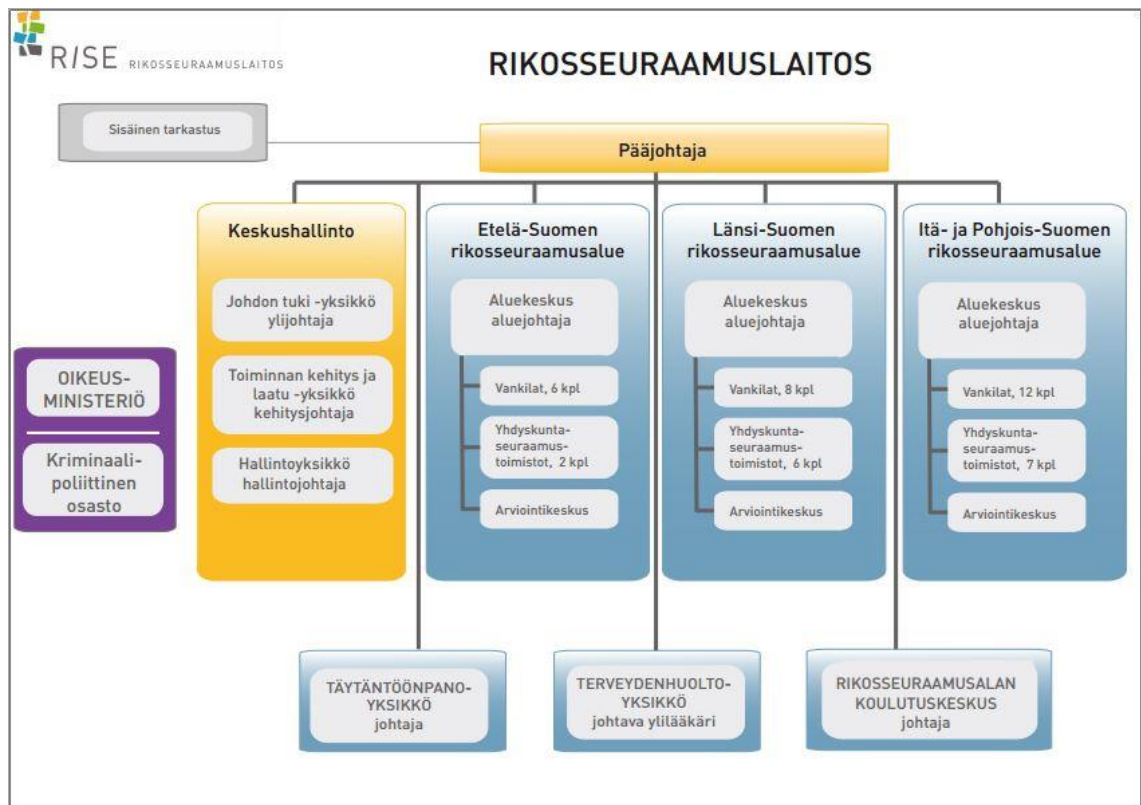 RISE RIKOSSEURAAMUSLAITOS
RIKOSSEURAAMUSLAITOS
Sisäinen tarkastus
Pääjohtaja
Keskushallinto
Johdon tuki -yksikkö
ylijohtaja
Toiminnan kehitys ja
laatu -yksikkö
kehitysjohtaja
Hallintoyksikkö
hallintojohtaja
Etelä-Suomen
rikosseuraamusalue
Aluekeskus
aluejohtaja
Vankilat, 6 kpl
Yhdyskunta-
seuraamus-
toimistot, 2 kpl
Arviointikeskus
Länsi-Suomen
rikosseuraamusalue
Aluekeskus
aluejohtaja
Vankilat, 8 kpl
Yhdyskunta-
seuraamus-
toimistot, 6 kpl
Arviointikeskus
Itä- ja Pohjois-Suomen
rikosseuraamusalue
Aluekeskus
aluejohtaja
Vankilat, 12 kpl
Yhdyskunta-
seuraamus-
toimistot, 7 kpl
Arviointikeskus
OIKEUS-
MINISTERIÖ
Kriminaali-
poliittinen
osasto
TÄYTÄNTÖÖNPANO-
YKSIKKÖ
johtaja
TERVEYDENHUOLTO-
YKSIKKÖ
johtava ylilääkäri
RIKOSSEURAAMUSALAN
KOULUTUSKESKUS
johtaja